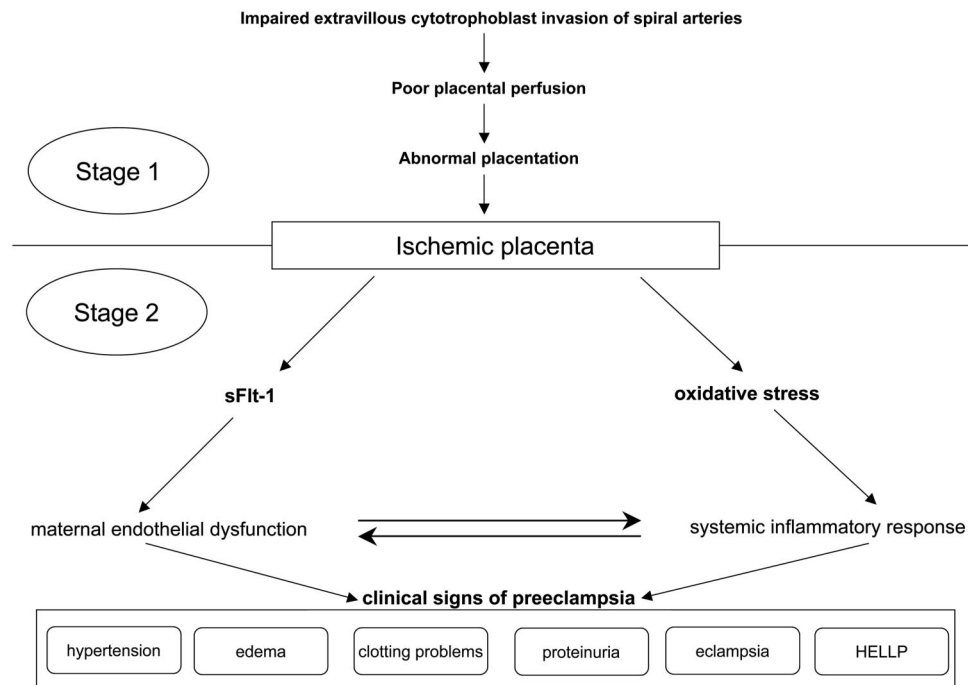 Impaired extravillous cytotrophoblast invasion of spiral arteries
Poor placental perfusion
Abnormal placentation
Stage 1
Ischemic placenta
Stage 2
sFlt-1
oxidative stress
maternal endothelial dysfunction
systemic inflammatory response
clinical signs of preeclampsia
hypertension
edema
clotting problems
proteinuria
eclampsia
HELLP